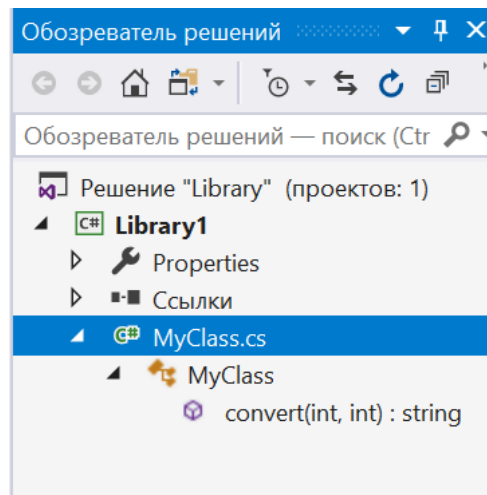 Обозреватель решений
Обозреватель решений — поиск (Ctr
Решение "Library" (проектов: 1)
C# Library1
Properties
Ссылки
C# MyClass.cs
MyClass
convert(int, int) : string